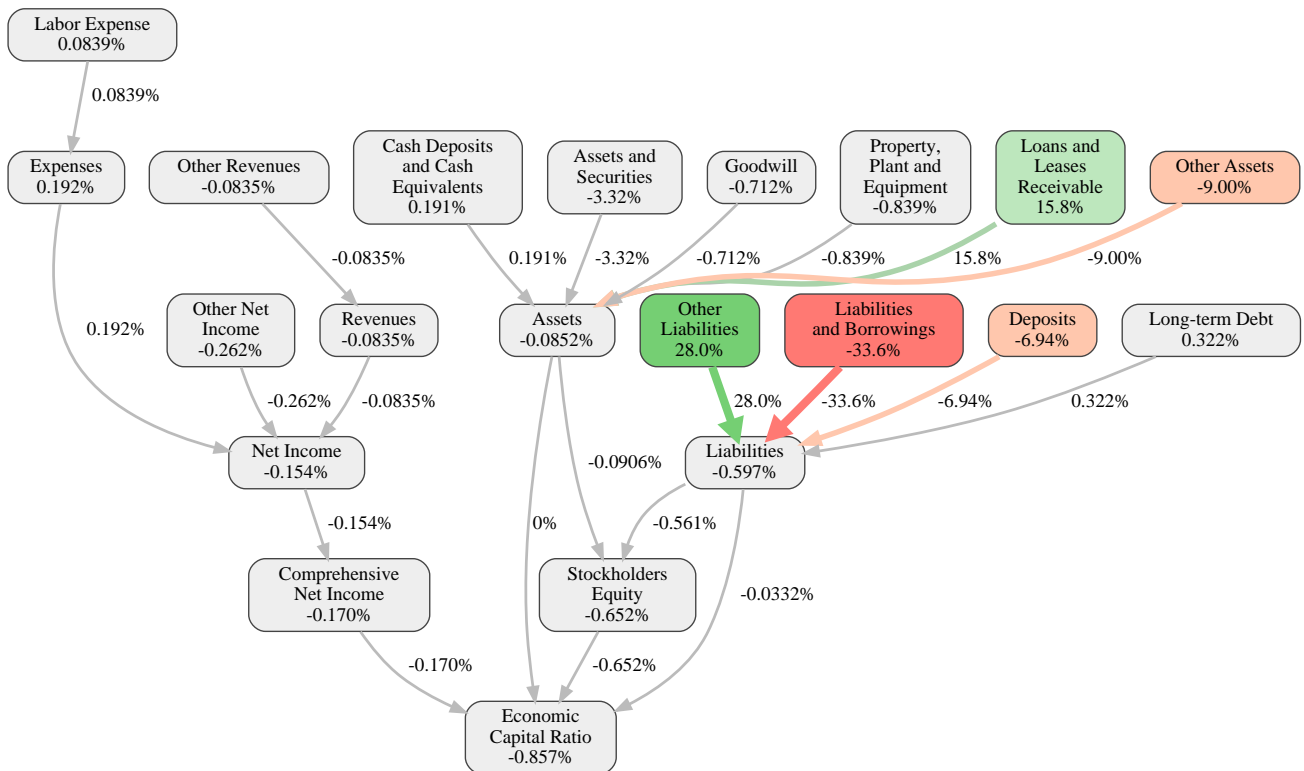 Labor Expense
0.0839%
0.0839%
Expenses
0.192%
Other Revenues
-0.0835%
Cash Deposits
and Cash
Equivalents
0.191%
Assets and
Securities
-3.32%
Goodwill
-0.712%
Property,
Plant and
Equipment
-0.839%
Loans and
Leases
Receivable
15.8%
Other Assets
-9.00%
-0.0835%
0.191%
-3.32%
-0.712%
-0.839%
15.8%
-9.00%
0.192%
Other Net
Income
-0.262%
Revenues
-0.0835%
Assets
-0.0852%
Other
Liabilities
28.0%
Liabilities
and Borrowings
-33.6%
Deposits
-6.94%
Long-term Debt
0.322%
-0.262%
-0.0835%
28.0%
-33.6%
-6.94%
0.322%
Net Income
-0.154%
-0.0906%
Liabilities
-0.597%
-0.154%
0%
-0.561%
Comprehensive
Net Income
-0.170%
Stockholders
Equity
-0.652%
-0.0332%
-0.170%
-0.652%
Economic
Capital Ratio
-0.857%